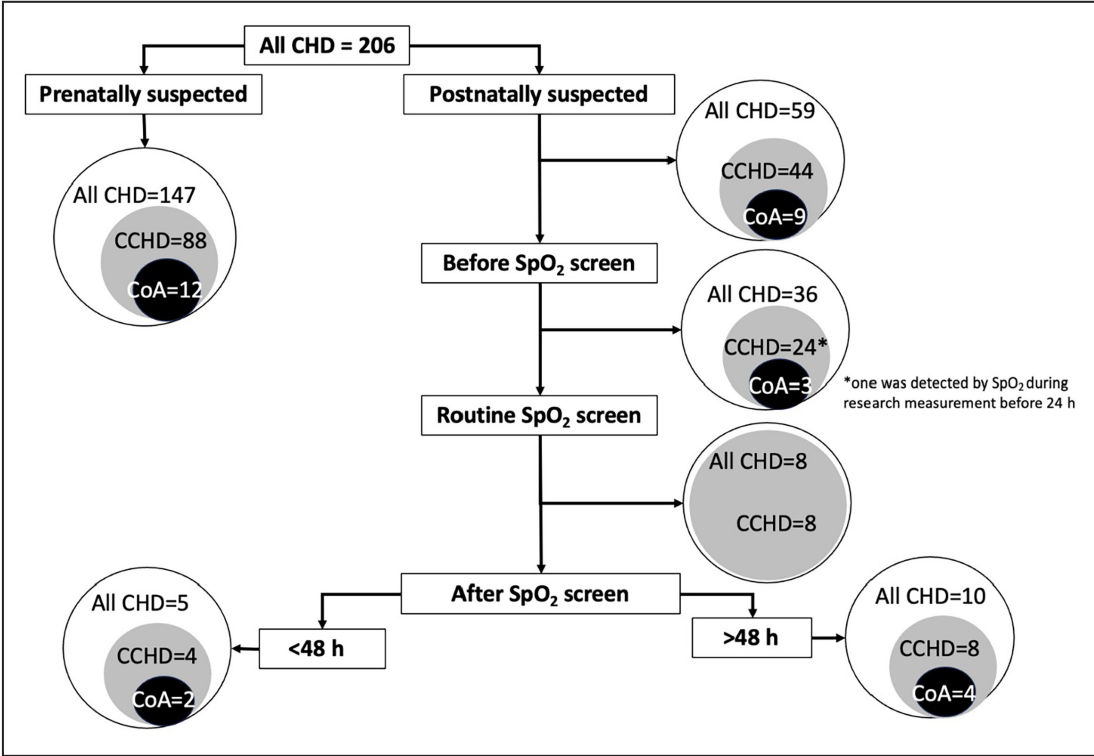 All CHD = 206
Prenatally suspected
Postnatally suspected
All CHD=147
CCHD=88
CoA=12
All CHD=59
CCHD=44
CoA=9
Before SpO₂ screen
All CHD=36
CCHD=24*
CoA=3
*one was detected by SpO₂ during
research measurement before 24 h
Routine SpO₂ screen
All CHD=8
CCHD=8
After SpO₂ screen
<48 h
All CHD=5
CCHD=4
CoA=2
>48 h
All CHD=10
CCHD=8
CoA=4